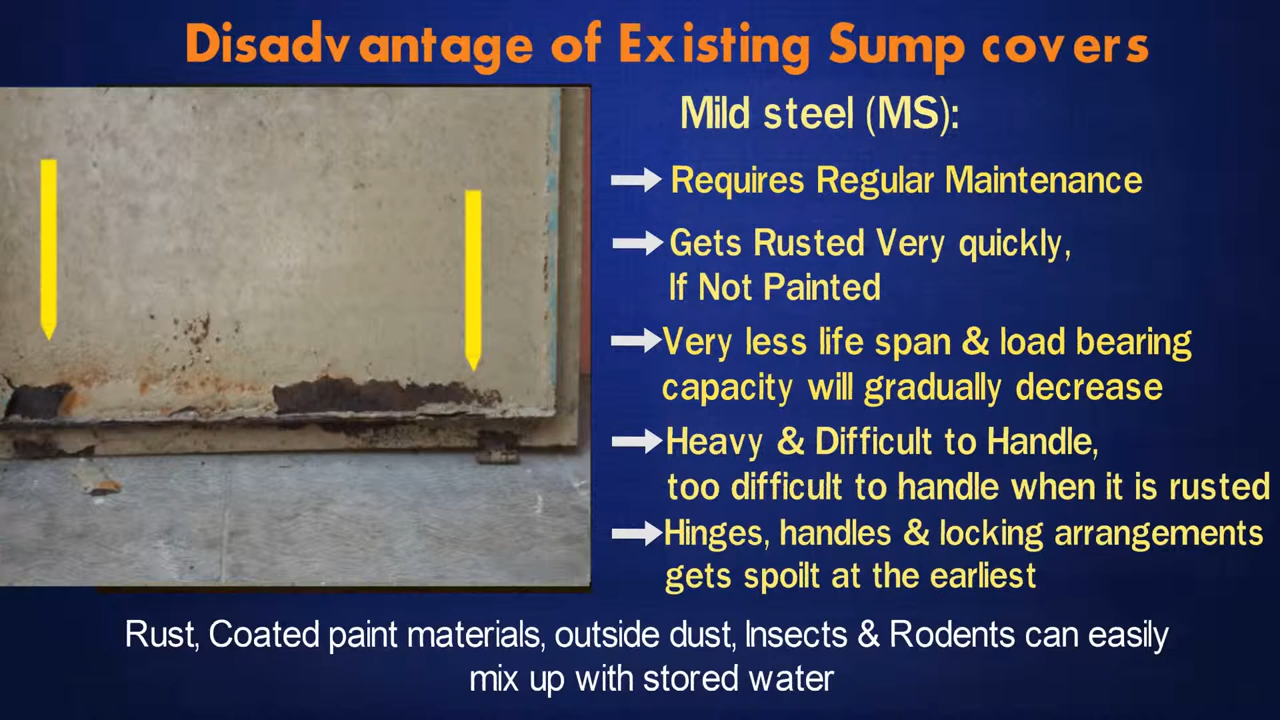 Disadvantage of Existing Sump covers
Mild steel (MS):
Requires Regular Maintenance
Gets Rusted Very quickly,
If Not Painted
Very less life span & load bearing
capacity will gradually decrease
Heavy & Difficult to Handle,
too difficult to handle when it is rusted
Hinges, handles & locking arrangements
gets spoilt at the earliest
Rust, Coated paint materials, outside dust, Insects & Rodents can easily
mix up with stored water